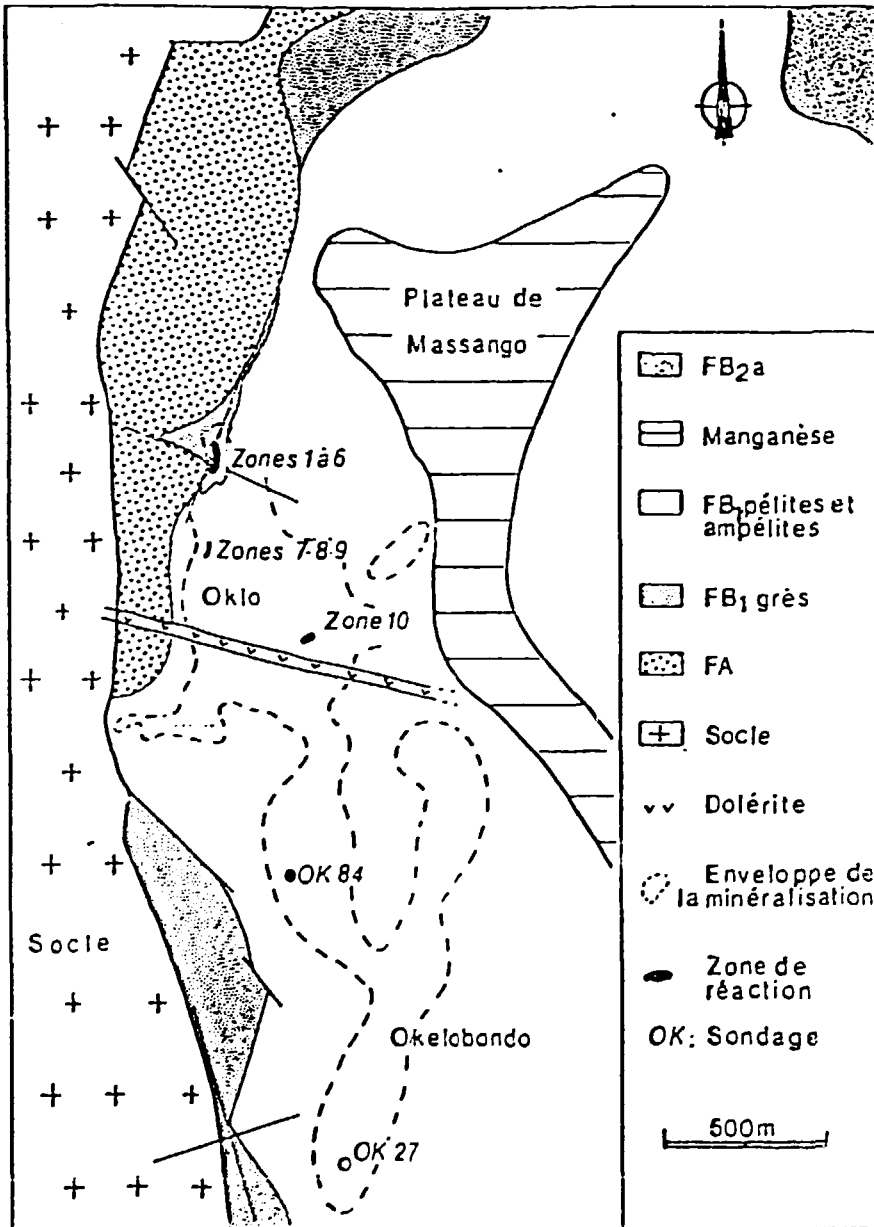 Plateau de
Massango
Zones 1 à 6
Zones 7-8-9
Oklo
Zone 10
OK 84
Socle
Okelobondo
OK 27
FB2a
Manganèse
FB1 pélites et
ampélites
FB1 grès
FA
Socle
Dolérite
Enveloppe de
la minéralisation
Zone de
réaction
OK: Sondage
500m